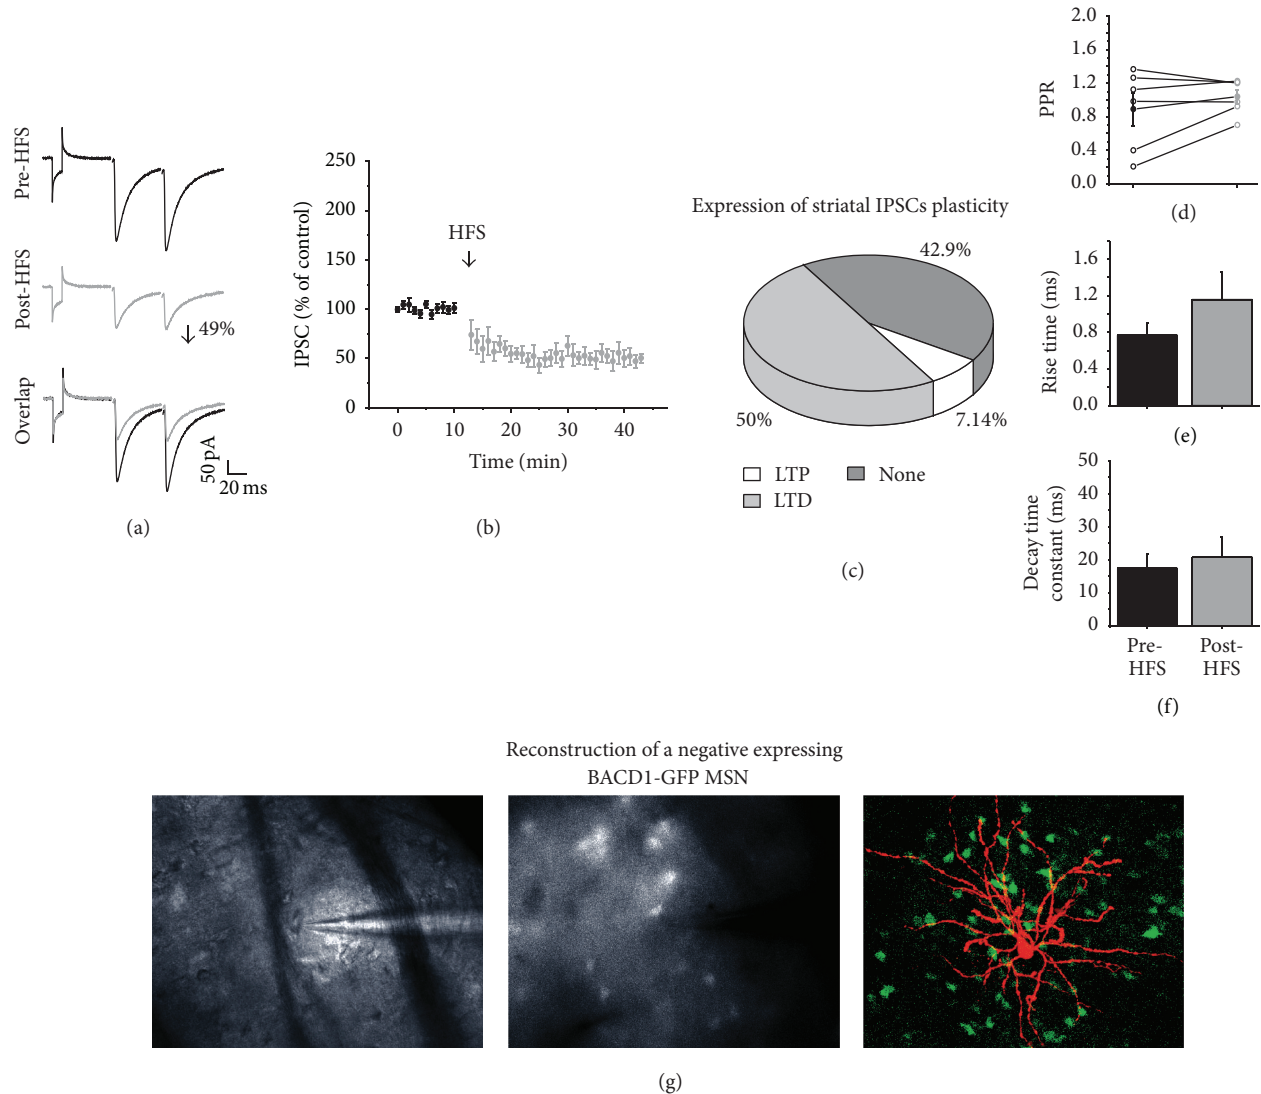 Pre-HFS
Post-HFS
49%
Overlap
50 pA
20 ms
(a)
IPSC (% of control)
250
200
150
100
50
0
HFS
0 10 20 30 40
Time (min)
(b)
Expression of striatal IPSCs plasticity
42.9%
50%
7.14%
LTP
None
LTD
(c)
PPR
2.0
1.6
1.2
0.8
0.4
0.0
(d)
Rise time (ms)
1.6
1.2
0.8
0.4
0.0
(e)
Decay time
constant (ms)
50
40
30
20
10
0
Pre-
HFS
Post-
HFS
(f)
Reconstruction of a negative expressing
BACD1-GFP MSN
(g)